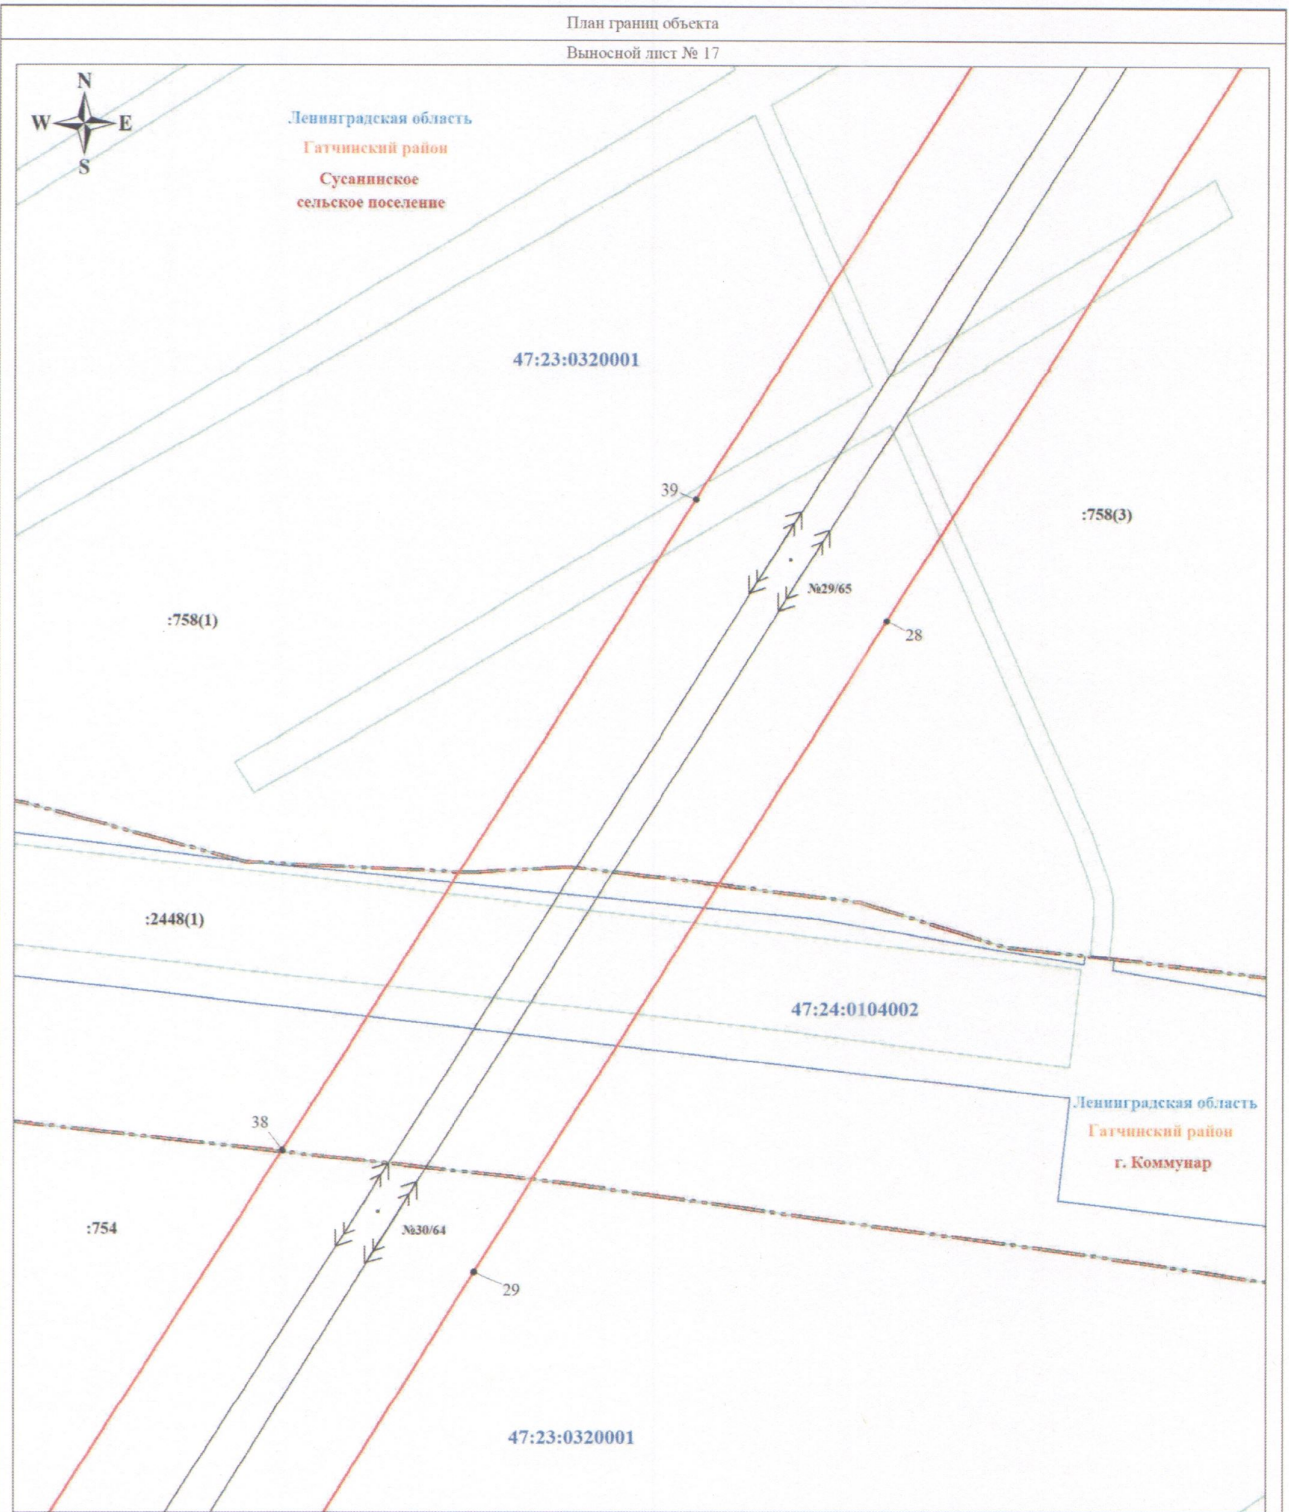 План границ объекта
Выносной лист № 17
N
W E
S
Ленинградская область
Гатчинский район
Сусанинское
сельское поселение
47:23:0320001
39
:758(3)
№29/65
:758(1)
28
:2448(1)
47:24:0104002
Ленинградская область
Гатчинский район
г. Коммунар
38
:754
№30/64
29
47:23:0320001